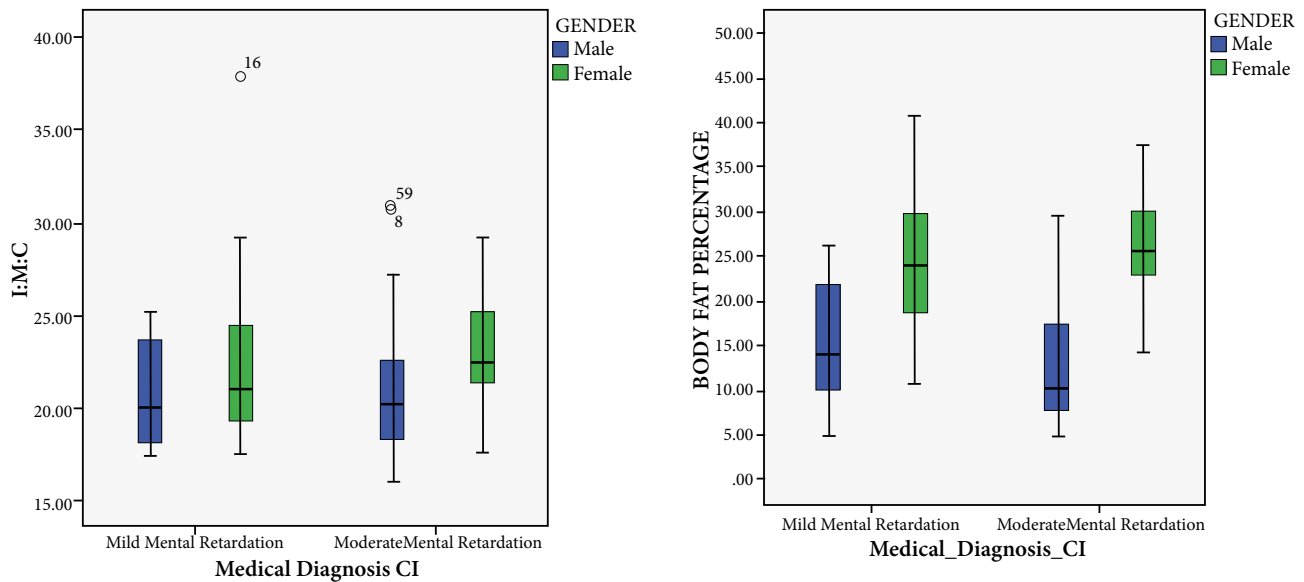 GENDER
Male
Female
40.00
35.00
30.00
25.00
20.00
15.00
I:M:C
16
59
8
Mild Mental Retardation
ModerateMental Retardation
Medical Diagnosis CI
GENDER
Male
Female
50.00
45.00
40.00
35.00
30.00
25.00
20.00
15.00
10.00
5.00
.00
BODY FAT PERCENTAGE
Mild Mental Retardation
ModerateMental Retardation
Medical_Diagnosis_CI